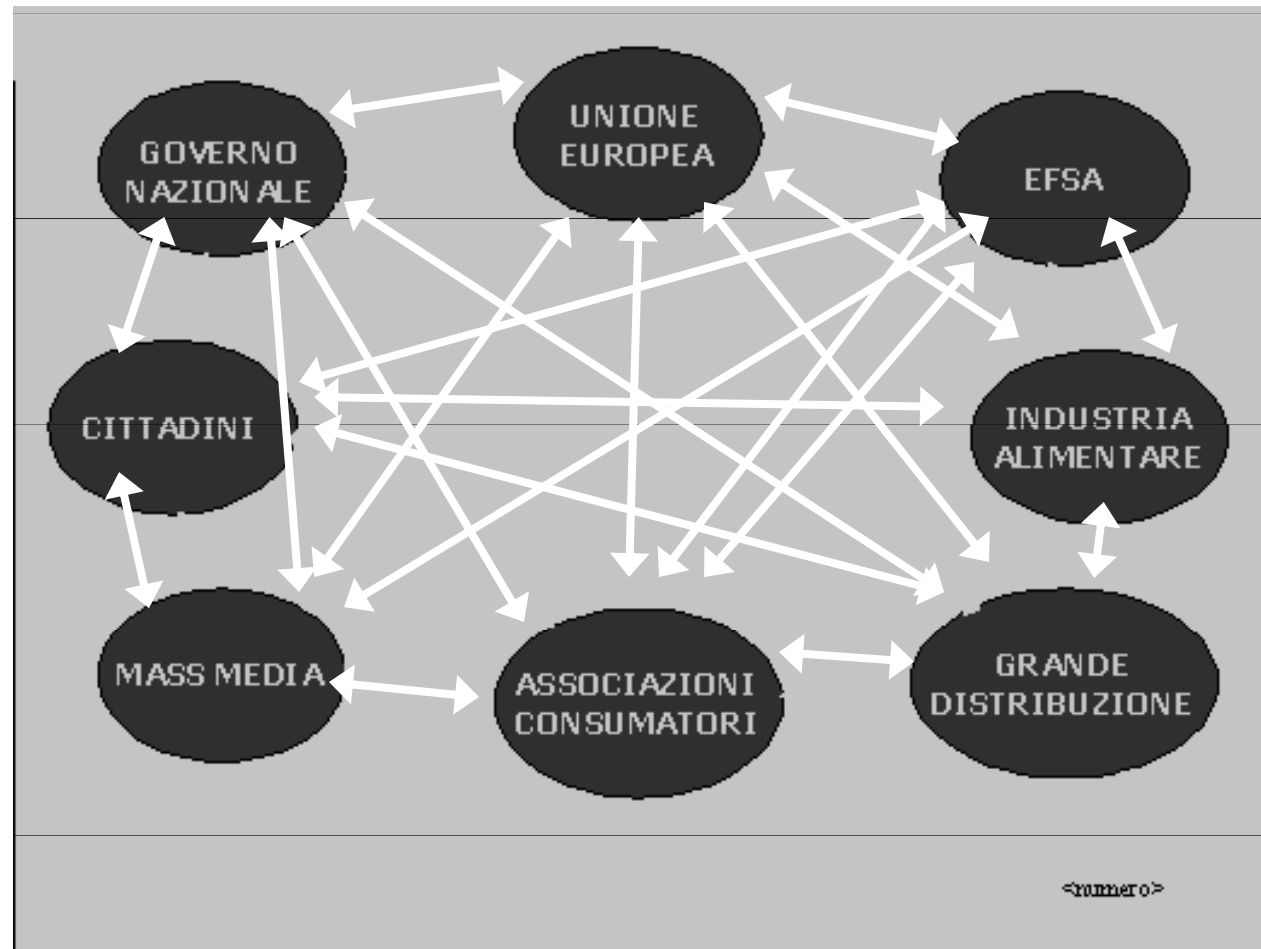 GOVERNO
NAZIONALE
UNIONE
EUROPEA
EFSA
CITTADINI
INDUSTRIA
ALIMENTARE
MASS MEDIA
ASSOCIAZIONI
CONSUMATORI
GRANDE
DISTRIBUZIONE
<numero>